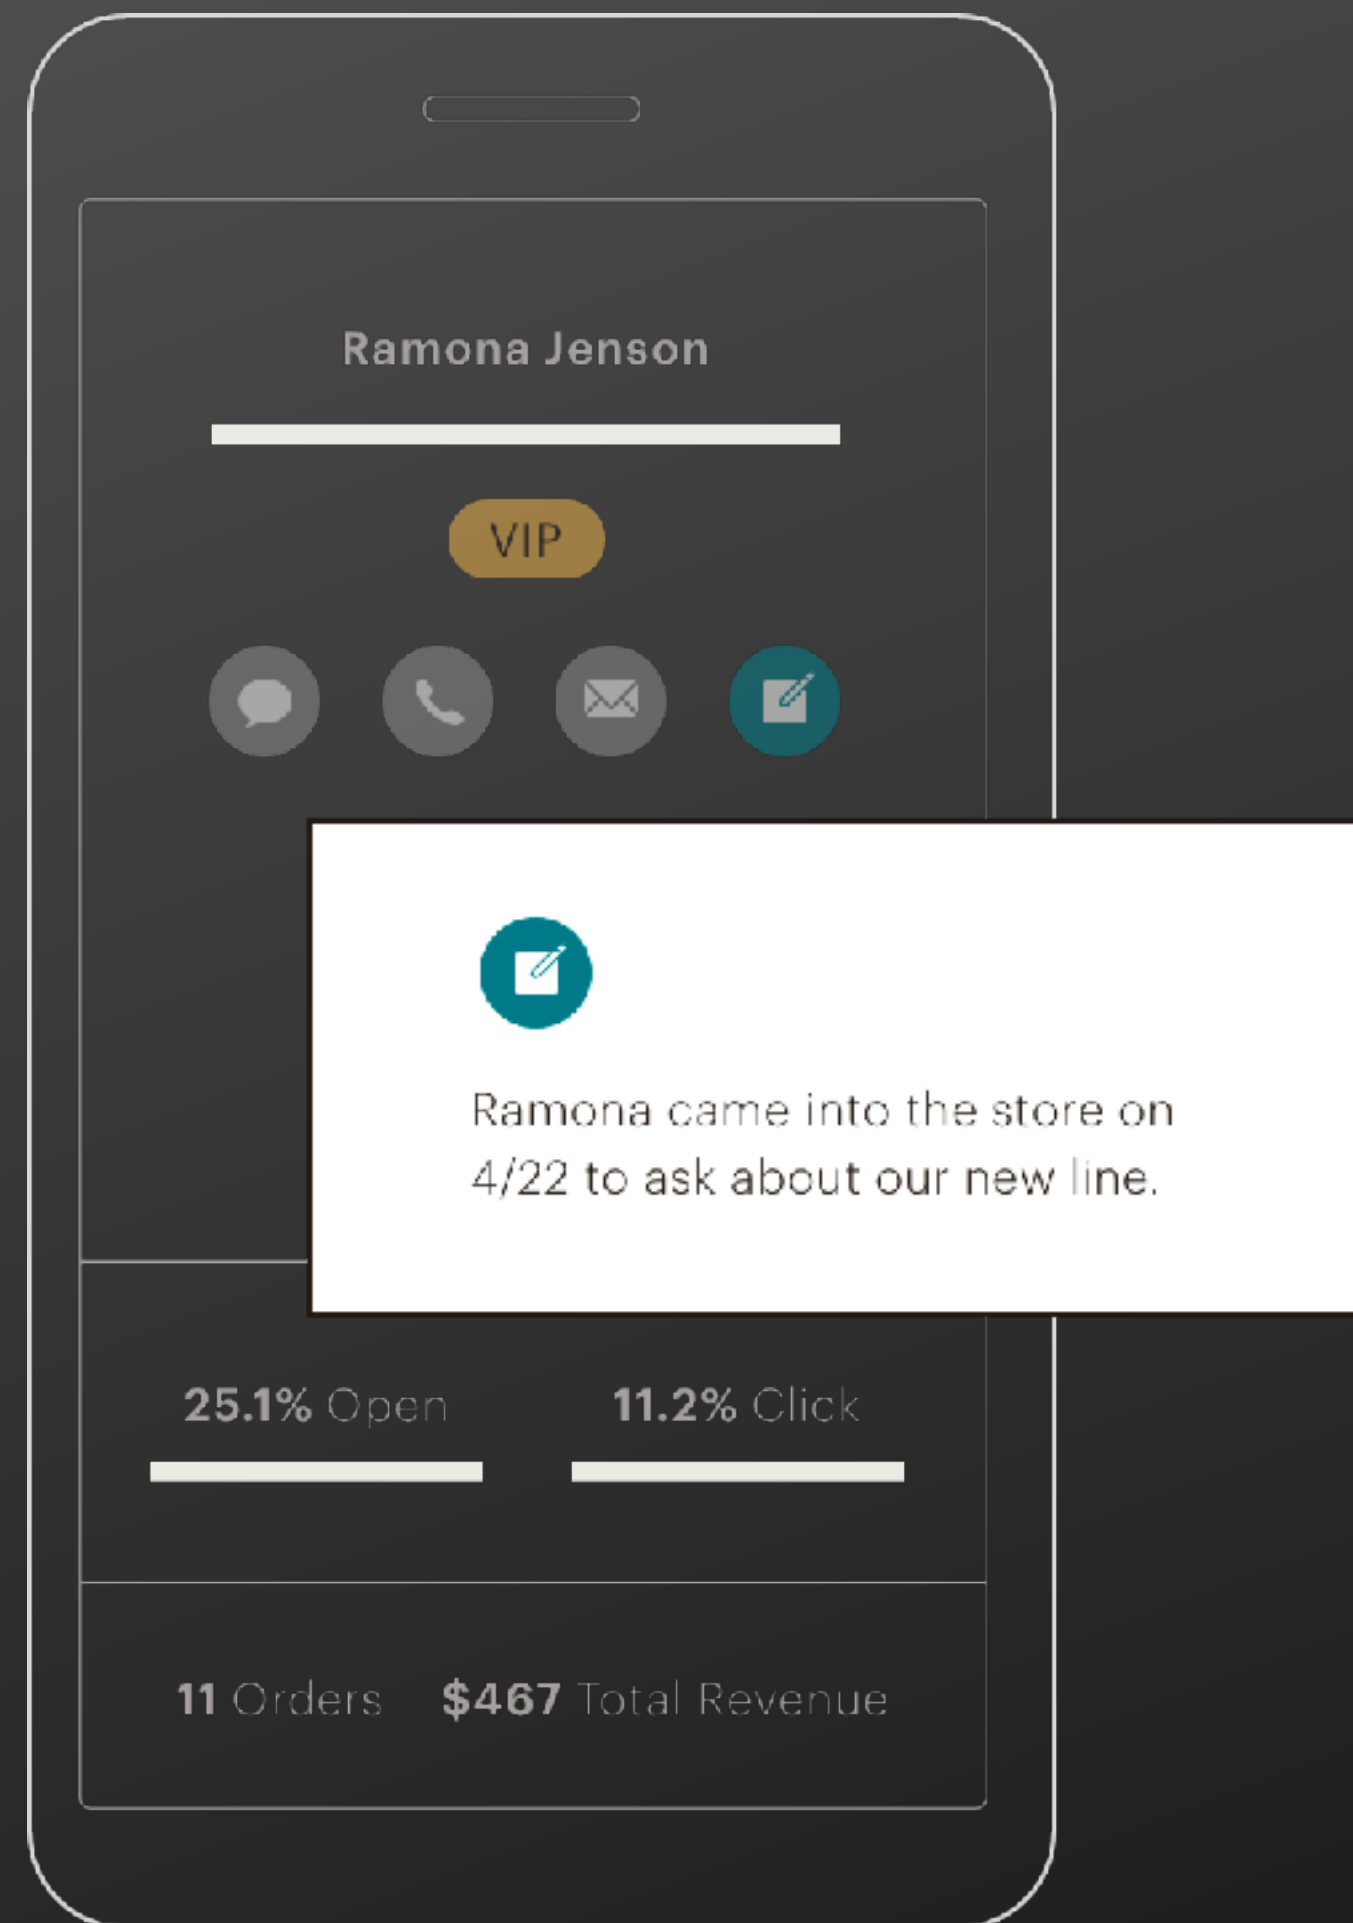 Ramona Jenson
VIP
Ramona came into the store on
4/22 to ask about our new line.
25.1% Open 11.2% Click
11 Orders $467 Total Revenue